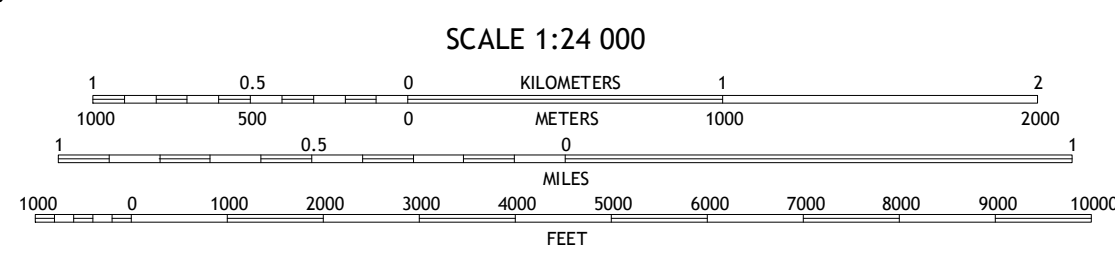 SCALE 1:24 000
1 0.5 0 KILOMETERS 1 2
1000 500 0 METERS 1000 2000
1 0.5 0 1
MILES
1000 0 1000 2000 3000 4000 5000 6000 7000 8000 9000 10000
FEET